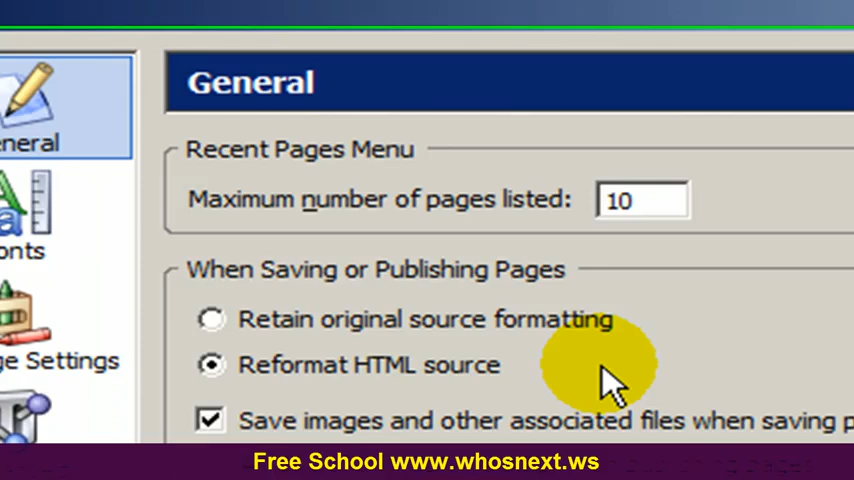 General
neral
Recent Pages Menu
Maximum number of pages listed: 10
onts
When Saving or Publishing Pages
Retain original source formatting
ge Settings
Reformat HTML source
Save images and other associated files when saving p
Free School www.whosnext.ws